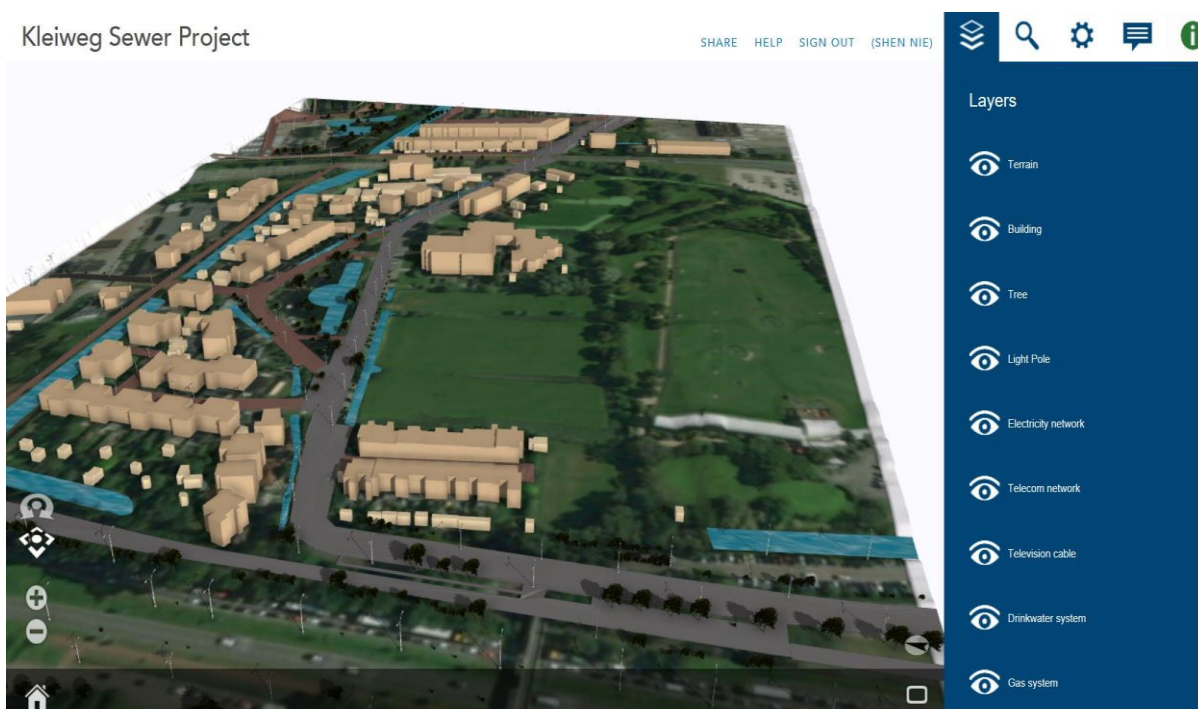 Kleiweg Sewer Project
SHARE HELP SIGN OUT (SHEN NIE)
Layers
Terrain
Building
Tree
Light Pole
Electricity network
Telecom network
Television cable
Drinkwater system
Gas system